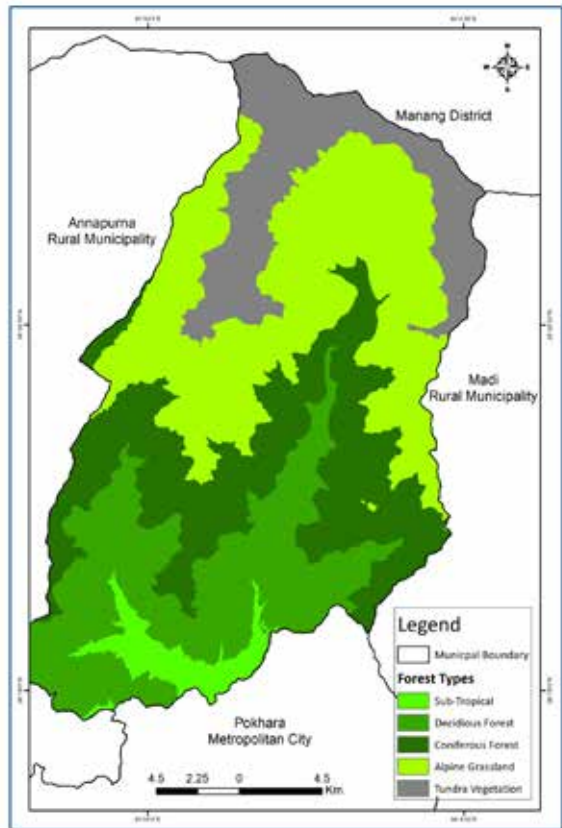 N
W
E
S
Manang District
Annapurna
Rural Municipality
Madi
Rural Municipality
Legend
Municpal Boundary
Forest Types
Sub-Tropical
Decidious Forest
Coniferous Forest
Alpine Grassland
Tundra Vegetation
Pokhara
Metropolitan City
4.5 2.25 0 4.5
Km